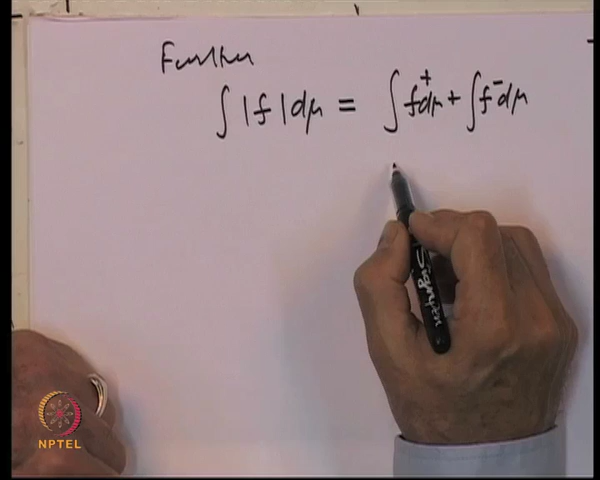 Further
∫ |f| dμ = ∫ f⁺dμ + ∫ f⁻dμ
NPTEL